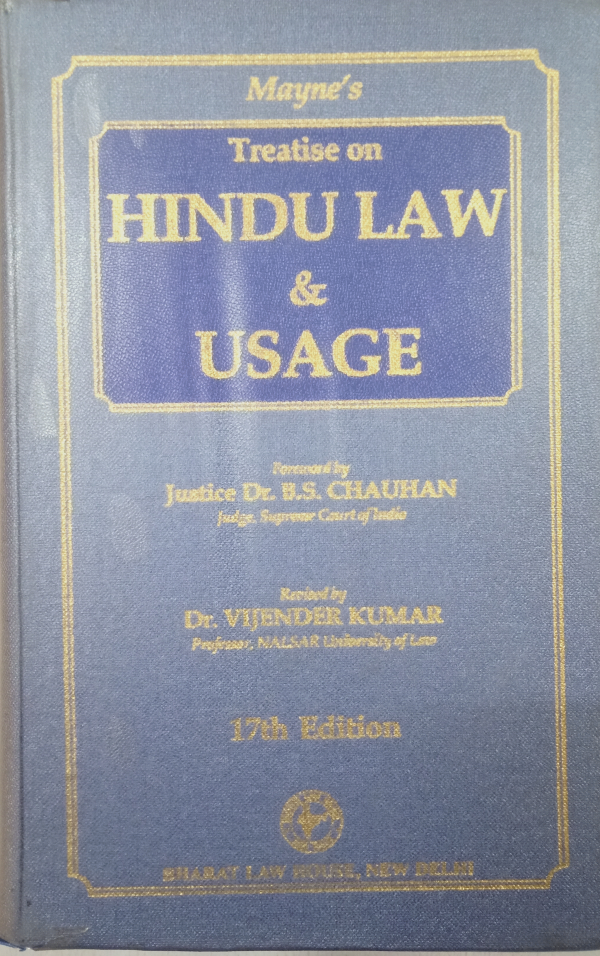 Mayne's
Treatise on
HINDU LAW
&
USAGE
Foreword by
Justice Dr. B.S. CHAUHAN
Judge, Supreme Court of India
Revised by
Dr. VIJENDER KUMAR
Professor, NALSAR University of Law
17th Edition
BHARAT LAW HOUSE, NEW DELHI